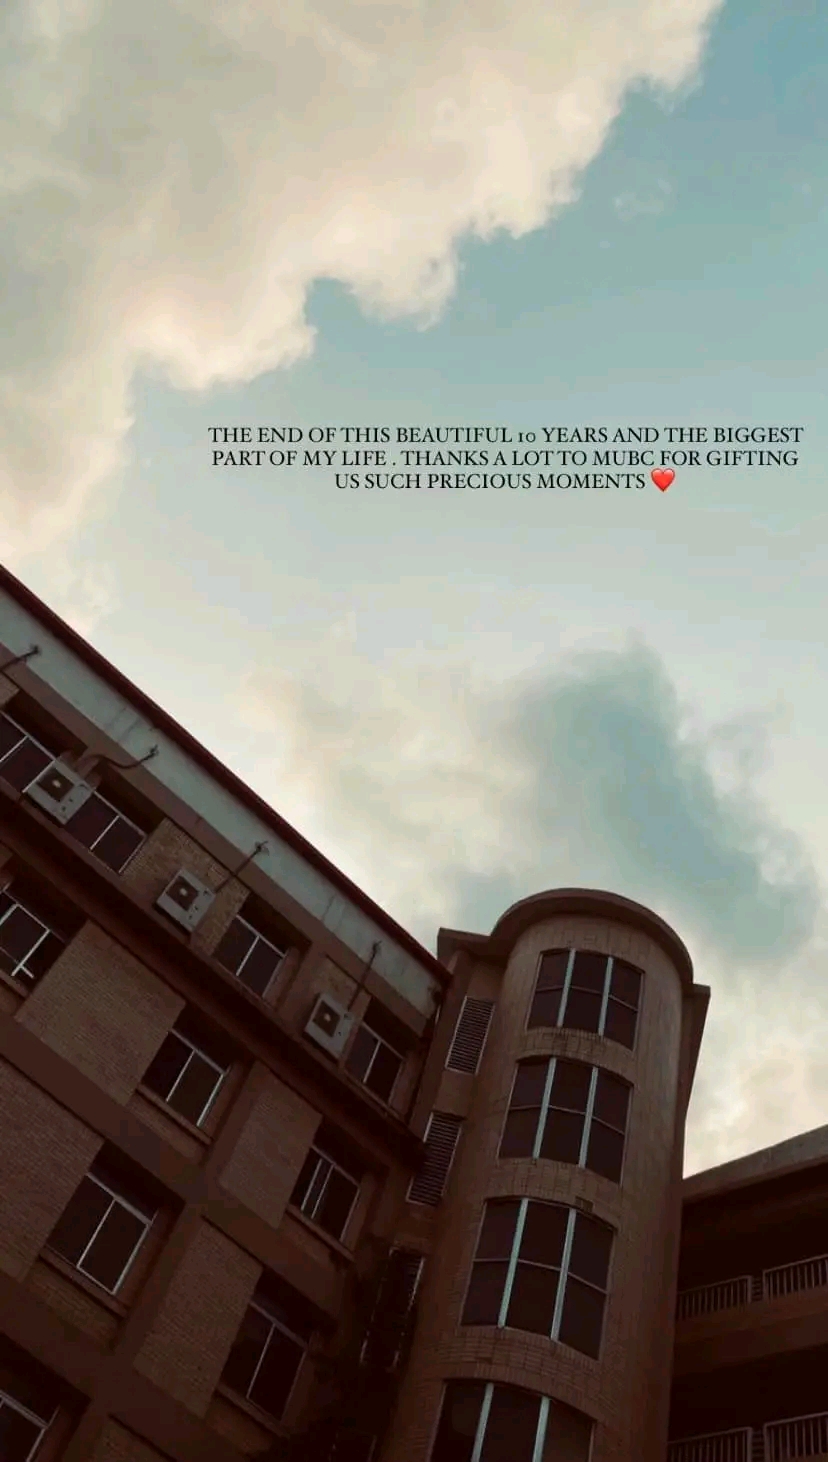 THE END OF THIS BEAUTIFUL 10 YEARS AND THE BIGGEST
PART OF MY LIFE . THANKS A LOT TO MUBC FOR GIFTING
US SUCH PRECIOUS MOMENTS ❤️